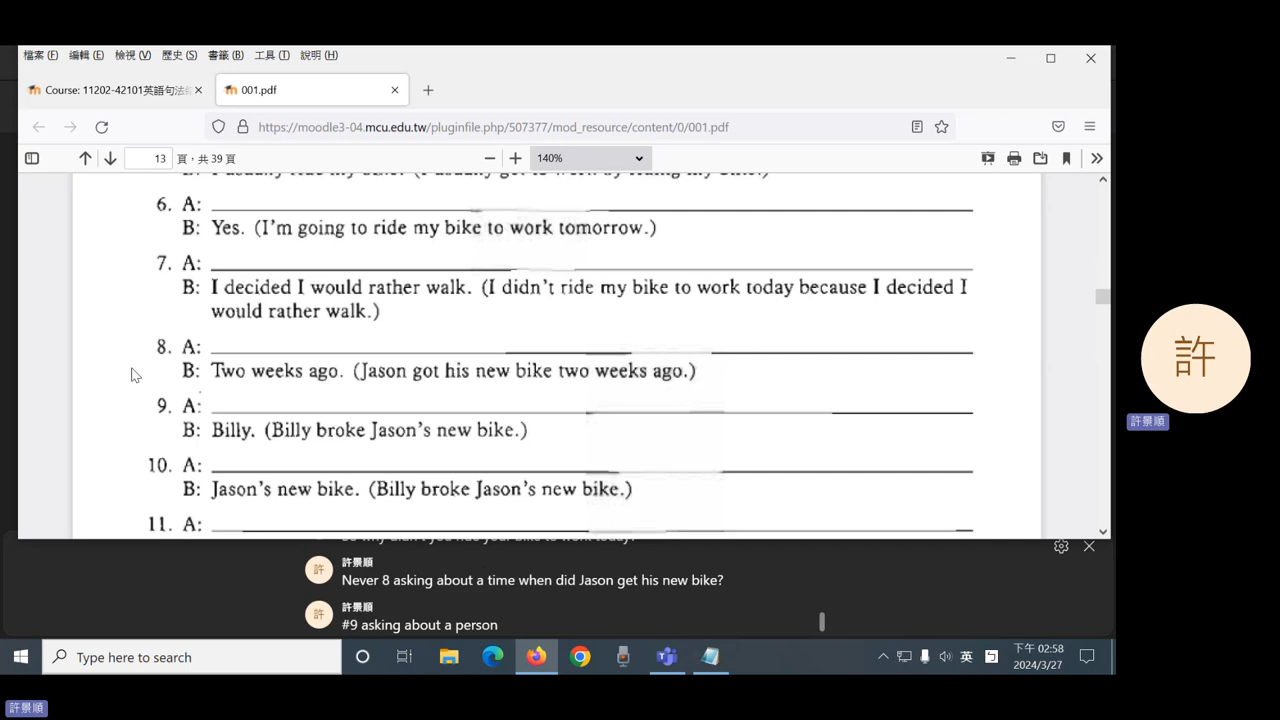 檔案(F) 編輯(E) 檢視(V) 歷史(S) 書籤(B) 工具(T) 說明(H)
Course: 11202-42101英語句法結
001.pdf
https://moodle3-04.mcu.edu.tw/pluginfile.php/507377/mod_resource/content/0/001.pdf
13 頁，共 39 頁
140%
6. A:
B: Yes. (I'm going to ride my bike to work tomorrow.)
7. A:
B: I decided I would rather walk. (I didn't ride my bike to work today because I decided I
would rather walk.)
8. A:
B: Two weeks ago. (Jason got his new bike two weeks ago.)
9. A:
B: Billy. (Billy broke Jason's new bike.)
10. A:
B: Jason's new bike. (Billy broke Jason's new bike.)
11. A:
許
許景順
許 許景順
Never 8 asking about a time when did Jason get his new bike?
許 許景順
#9 asking about a person
Type here to search
英
下午 02:58
2024/3/27
許景順